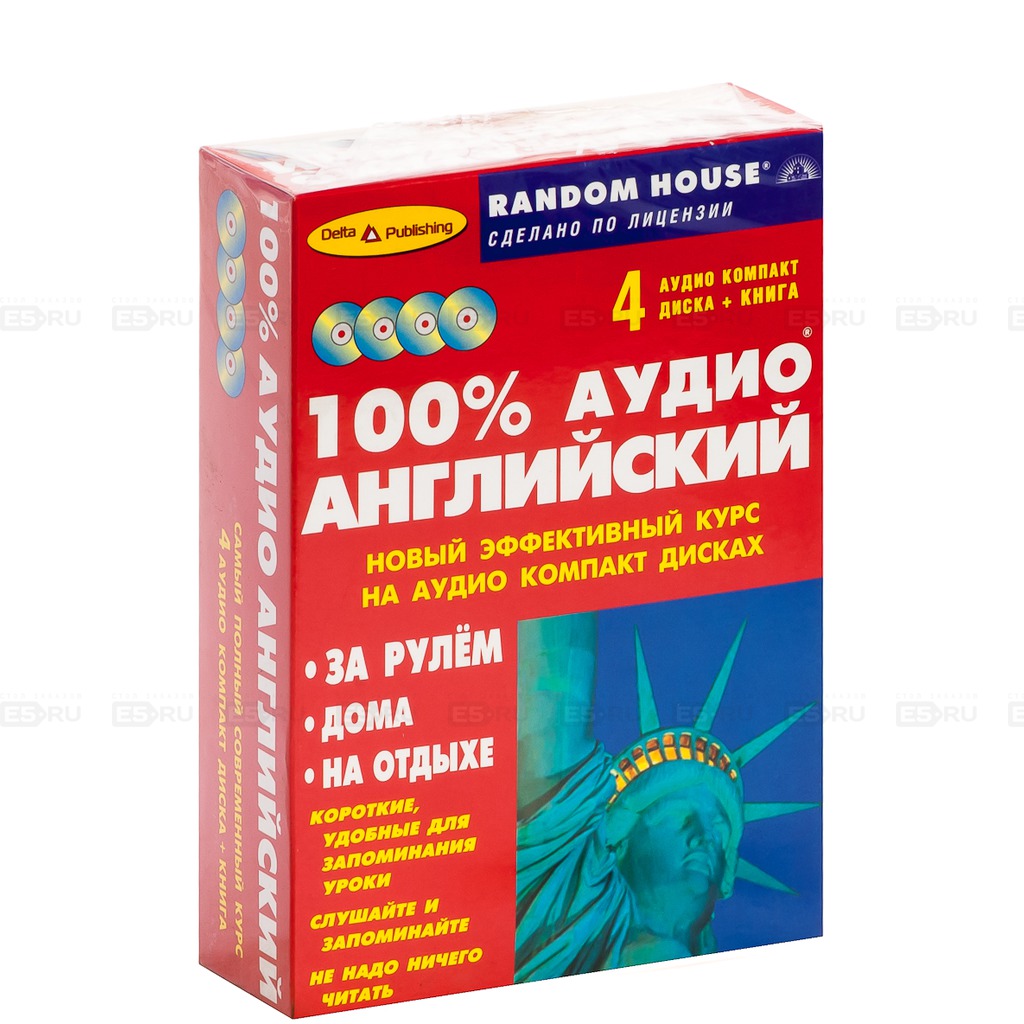 Delta Publishing
RANDOM HOUSE®
СДЕЛАНО ПО ЛИЦЕНЗИИ
4 АУДИО КОМПАКТ
ДИСКА + КНИГА
100% АУДИО®
АНГЛИЙСКИЙ
НОВЫЙ ЭФФЕКТИВНЫЙ КУРС
НА АУДИО КОМПАКТ ДИСКАХ
• ЗА РУЛЁМ
• ДОМА
• НА ОТДЫХЕ
КОРОТКИЕ,
УДОБНЫЕ ДЛЯ
ЗАПОМИНАНИЯ
УРОКИ
СЛУШАЙТЕ И
ЗАПОМИНАЙТЕ
НЕ НАДО НИЧЕГО
ЧИТАТЬ
100% АУДИО АНГЛИЙСКИЙ
САМЫЙ ПОЛНЫЙ СОВРЕМЕННЫЙ КУРС
4 АУДИО КОМПАКТ ДИСКА + КНИГА